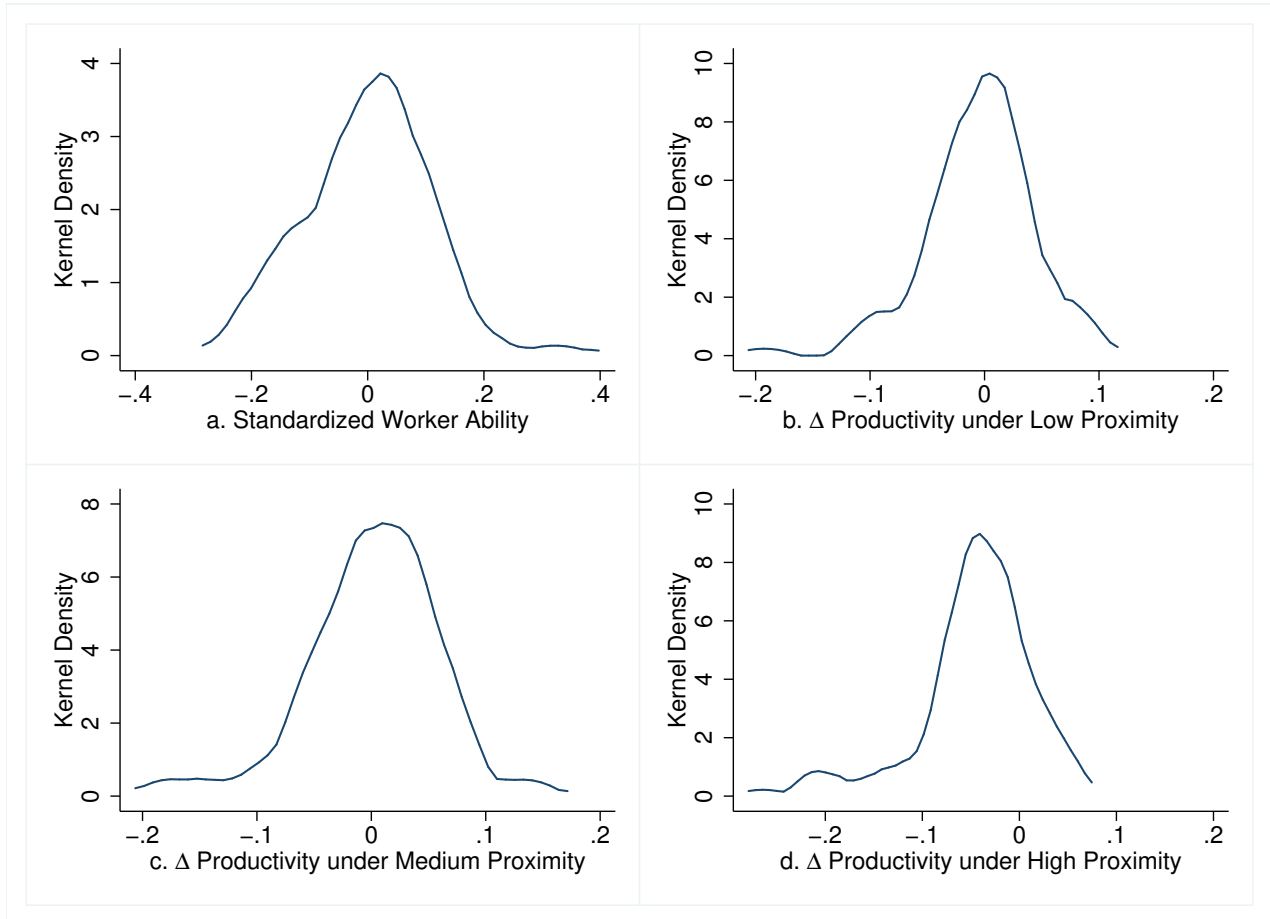 Kernel Density
0 1 2 3 4
−.4 −.2 0 .2 .4
a. Standardized Worker Ability
Kernel Density
0 2 4 6 8 10
−.2 −.1 0 .1 .2
b. Δ Productivity under Low Proximity
Kernel Density
0 2 4 6 8
−.2 −.1 0 .1 .2
c. Δ Productivity under Medium Proximity
Kernel Density
0 2 4 6 8 10
−.2 −.1 0 .1 .2
d. Δ Productivity under High Proximity